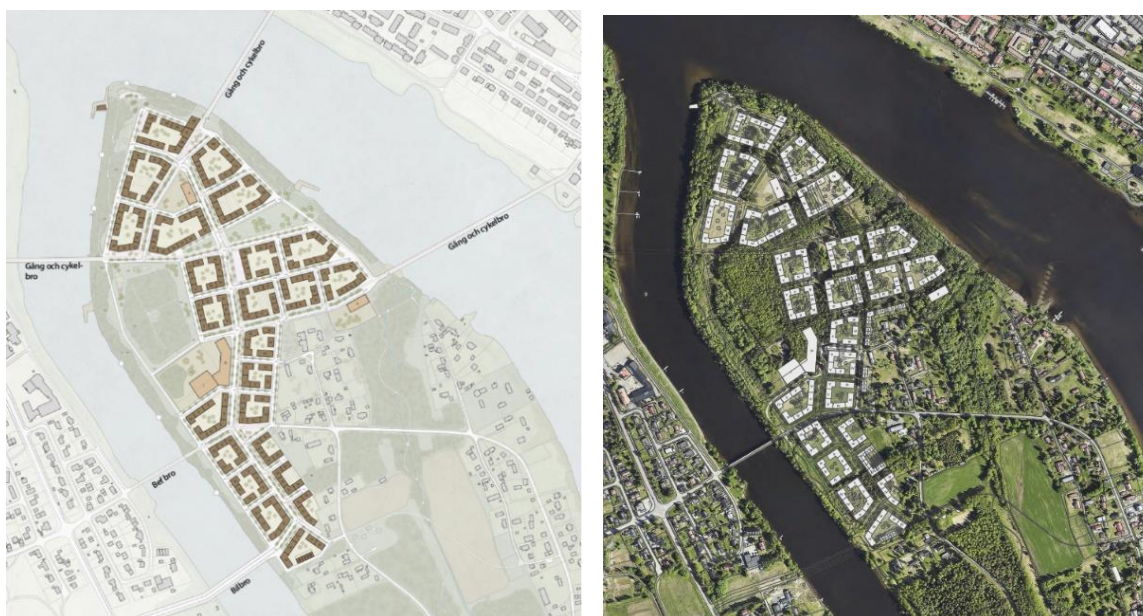 Gång och cykelbro
Gång och cykelbro
Gång och cykel-
bro
Bef bro
Bilbro